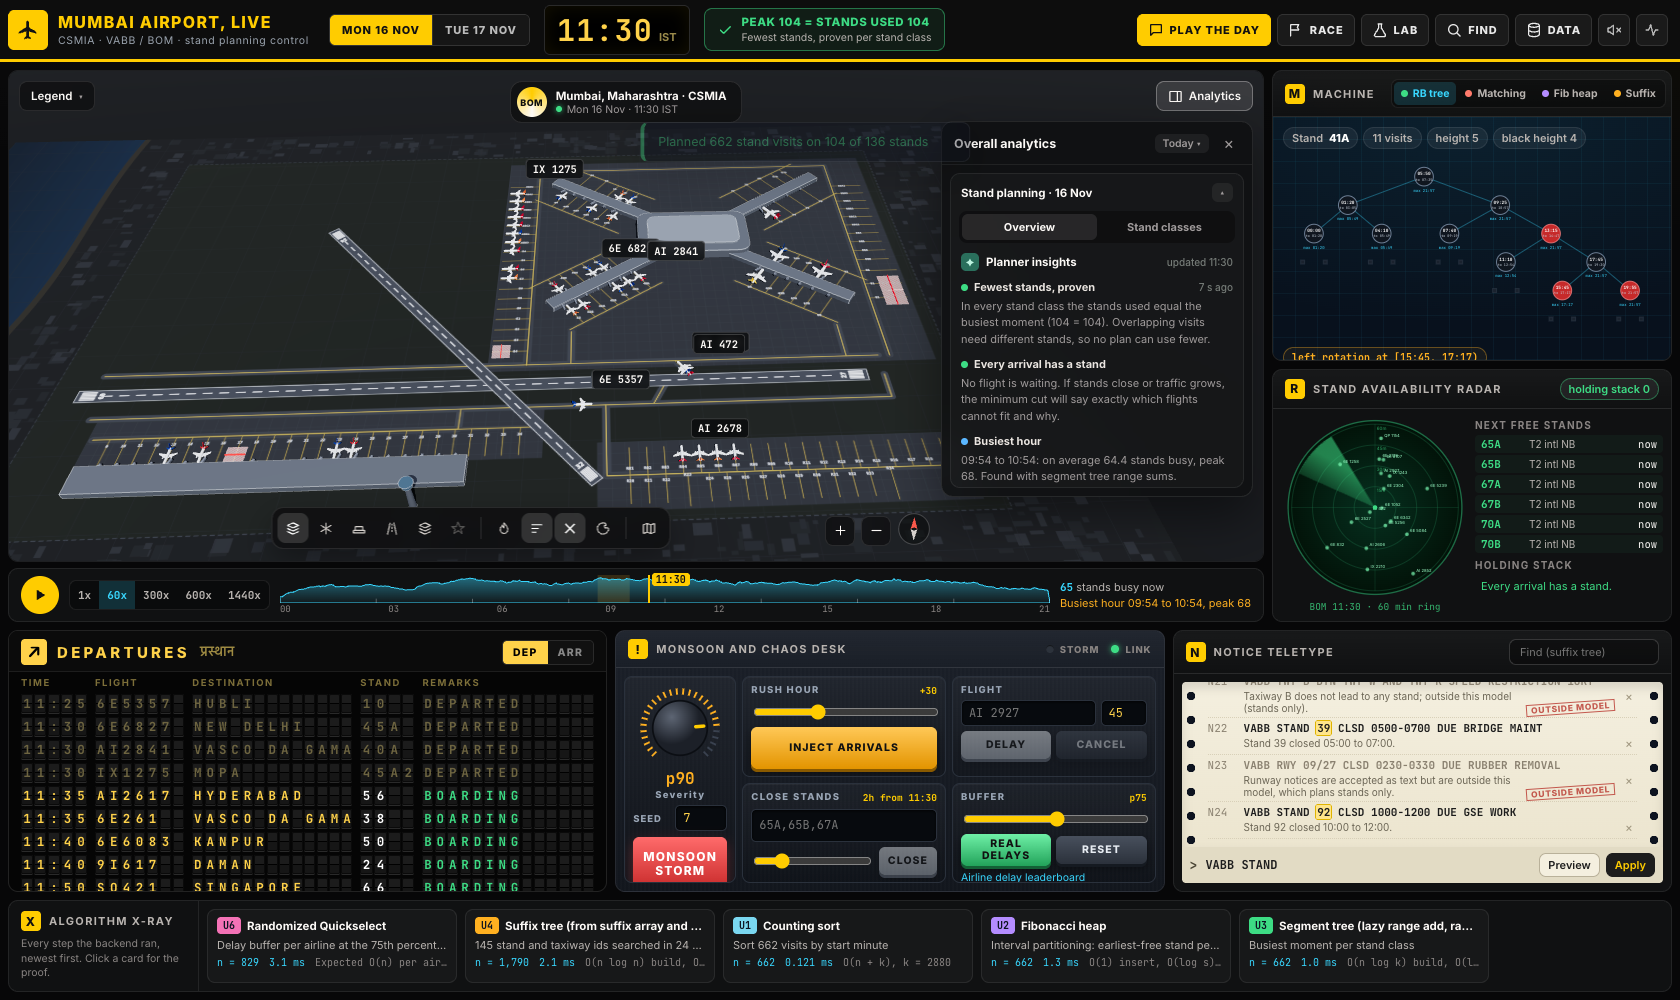 MUMBAI AIRPORT, LIVE
CSMIA · VABB / BOM · stand planning control
MON 16 NOV
TUE 17 NOV
11:30 IST
PEAK 104 = STANDS USED 104
Fewest stands, proven per stand class
PLAY THE DAY
RACE
LAB
FIND
DATA
Legend
BOM
Mumbai, Maharashtra · CSMIA
Mon 16 Nov · 11:30 IST
Analytics
Planned 662 stand visits on 104 of 136 stands
IX 1275
6E 682
AI 2841
AI 472
6E 5357
AI 2678
Overall analytics
Today
Stand planning · 16 Nov
Overview
Stand classes
Planner insights
updated 11:30
Fewest stands, proven
7 s ago
In every stand class the stands used equal the
busiest moment (104 = 104). Overlapping visits
need different stands, so no plan can use fewer.
Every arrival has a stand
No flight is waiting. If stands close or traffic grows,
the minimum cut will say exactly which flights
cannot fit and why.
Busiest hour
09:54 to 10:54: on average 64.4 stands busy, peak
68. Found with segment tree range sums.
M MACHINE
RB tree
Matching
Fib heap
Suffix
Stand 41A
11 visits
height 5
black height 4
left rotation at [15:45, 17:17)
R STAND AVAILABILITY RADAR
holding stack 0
NEXT FREE STANDS
65A T2 intl NB now
65B T2 intl NB now
67A T2 intl NB now
67B T2 intl NB now
70A T2 intl NB now
70B T2 intl NB now
HOLDING STACK
Every arrival has a stand.
BOM 11:30 · 60 min ring
1x
60x
300x
600x
1440x
11:30
00 03 06 09 12 15 18 21
65 stands busy now
Busiest hour 09:54 to 10:54, peak 68
DEPARTURES प्रस्थान
DEP
ARR
TIME FLIGHT DESTINATION STAND REMARKS
11:25 6E5357 HUBLI 10 DEPARTED
11:30 6E6827 NEW DELHI 45A DEPARTED
11:30 AI2841 VASCO DA GAMA 40A DEPARTED
11:30 IX1275 MOPA 45A2 DEPARTED
11:35 AI2617 HYDERABAD 56 BOARDING
11:35 6E261 VASCO DA GAMA 38 BOARDING
11:40 6E6083 KANPUR 50 BOARDING
11:40 9I617 DAMAN 24 BOARDING
11:50 SQ421 SINGAPORE 66 BOARDING
! MONSOON AND CHAOS DESK
STORM
LINK
p90
Severity
SEED 7
MONSOON
STORM
RUSH HOUR +30
INJECT ARRIVALS
CLOSE STANDS 2h from 11:30
65A,65B,67A
CLOSE
FLIGHT
AI 2927
45
DELAY
CANCEL
BUFFER p75
REAL
DELAYS
RESET
Airline delay leaderboard
N NOTICE TELETYPE
Find (suffix tree)
Taxiway B does not lead to any stand; outside this model
(stands only).
OUTSIDE MODEL
N22 VABB STAND 39 CLSD 0500-0700 DUE BRIDGE MAINT
Stand 39 closed 05:00 to 07:00.
N23 VABB RWY 09/27 CLSD 0230-0330 DUE RUBBER REMOVAL
Runway notices are accepted as text but are outside this
model, which plans stands only.
OUTSIDE MODEL
N24 VABB STAND 92 CLSD 1000-1200 DUE GSE WORK
Stand 92 closed 10:00 to 12:00.
> VABB STAND
Preview
Apply
X ALGORITHM X-RAY
Every step the backend ran,
newest first. Click a card for the
proof.
U6 Randomized Quickselect
Delay buffer per airline at the 75th percent...
n = 829 3.1 ms Expected O(n) per air...
U4 Suffix tree (from suffix array and ...
145 stand and taxiway ids searched in 24 ...
n = 1,790 2.1 ms O(n log n) build, O...
U1 Counting sort
Sort 662 visits by start minute
n = 662 0.121 ms O(n + k), k = 2880
U2 Fibonacci heap
Interval partitioning: earliest-free stand pe...
n = 662 1.3 ms O(1) insert, O(log s)...
U3 Segment tree (lazy range add, ra...
Busiest moment per stand class
n = 662 1.0 ms O(n log k) build, O(l...